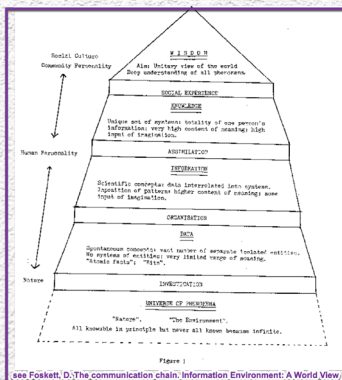 Social Culture
Community Personality
WISDOM
Aim: Unitary view of the world
Deep understanding of all phenomena.
SOCIAL EXPERIENCE
KNOWLEDGE
Unique set of systems: totality of one person's
information: very high content of meaning: high
input of imagination.
Human Personality
ASSIMILATION
INFORMATION
Scientific concepts: data interrelated into systems.
Imposition of pattern: higher content of meaning: some
input of imagination.
ORGANISATION
DATA
Spontaneous concepts: vast number of separate isolated entities.
No systems of entities: very limited range of meaning.
"Atomic facts": "Bits".
Nature
INVESTIGATION
UNIVERSE OF PHENOMENA
"Nature". "The Environment".
All knowable in principle but never all known because infinite.
Figure 1
see Foskett, D. The communication chain. Information Environment: A World View